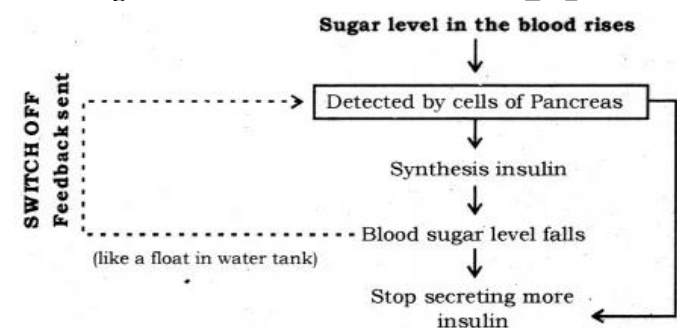 Sugar level in the blood rises
Detected by cells of Pancreas
SWITCH OFF
Feedback sent
Synthesis insulin
Blood sugar level falls
(like a float in water tank)
Stop secreting more
insulin